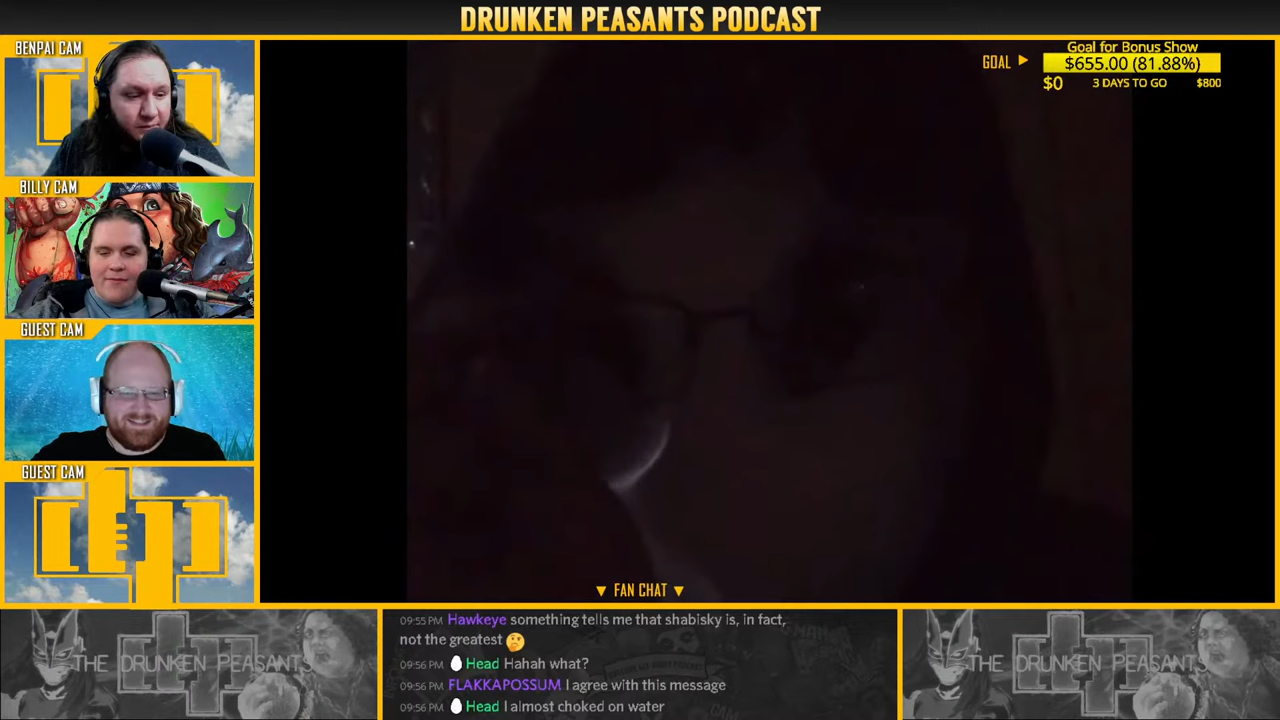 DRUNKEN PEASANTS PODCAST
BENPAI CAM
BILLY CAM
GUEST CAM
GUEST CAM
Goal for Bonus Show
GOAL ▶ $655.00 (81.88%)
$0 3 DAYS TO GO $800
▼ FAN CHAT ▼
09:55 PM Hawkeye something tells me that shabisky is, in fact,
not the greatest 🤔
09:56 PM Head Hahah what?
09:56 PM FLAKKAPOSSUM I agree with this message
09:56 PM Head I almost choked on water
THE DRUNKEN PEASANTS
THE DRUNKEN PEASANTS